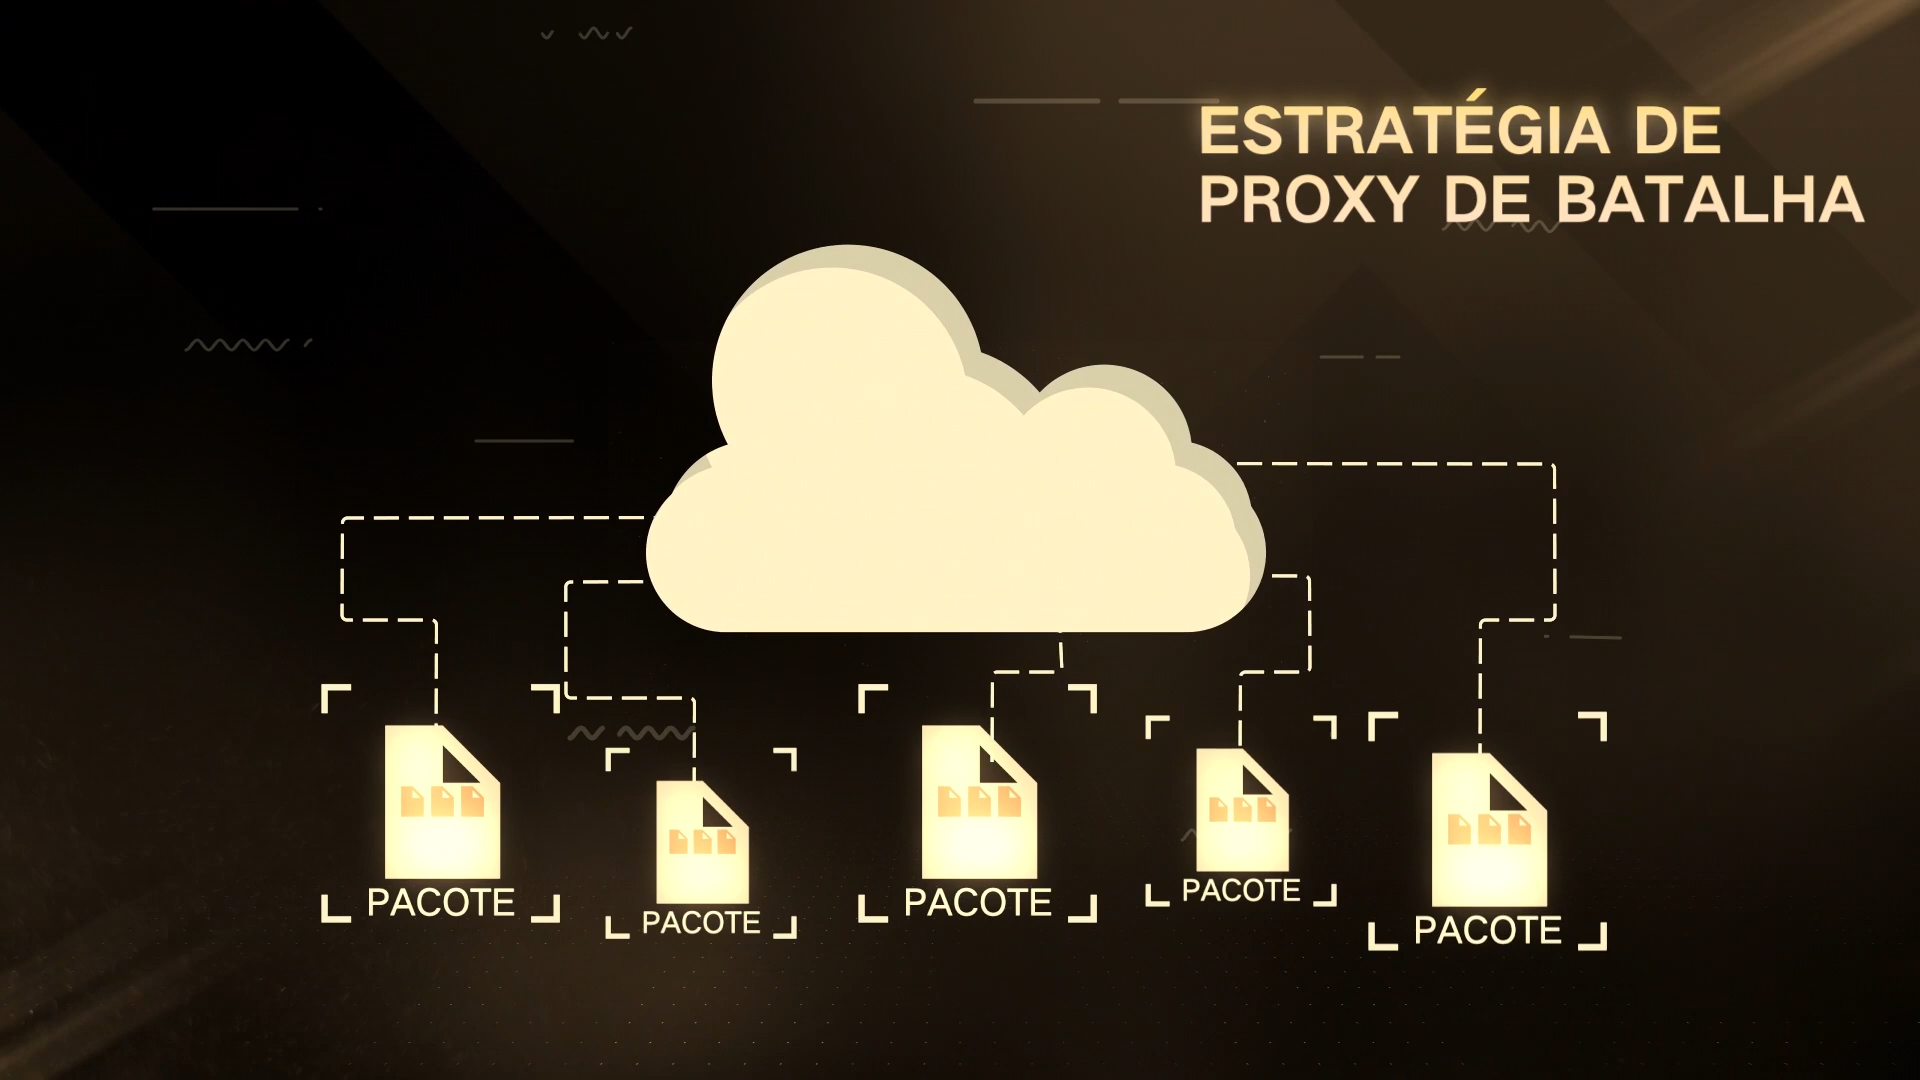 ESTRATÉGIA DE
PROXY DE BATALHA
PACOTE
PACOTE
PACOTE
PACOTE
PACOTE